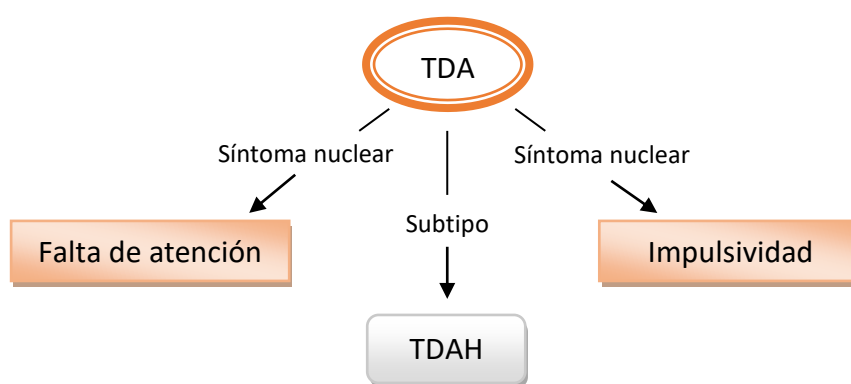 TDA
Síntoma nuclear
Síntoma nuclear
Subtipo
Falta de atención
Impulsividad
TDAH